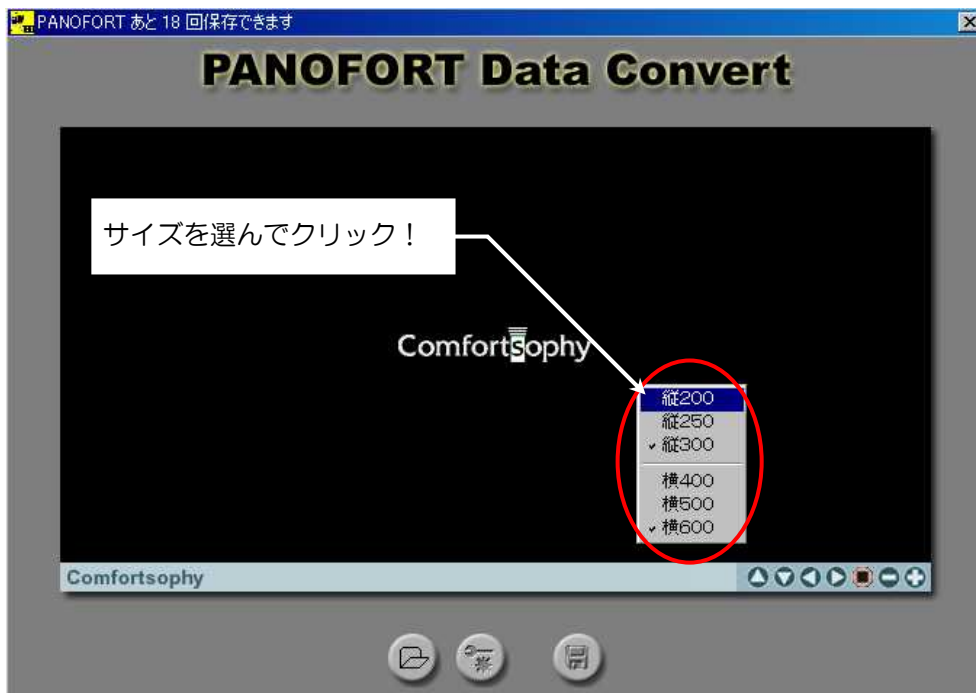 PANOFORT あと 18 回保存できます
PANOFORT Data Convert
サイズを選んでクリック！
Comfortsophy
縦200
縦250
縦300
横400
横500
横600
Comfortsophy